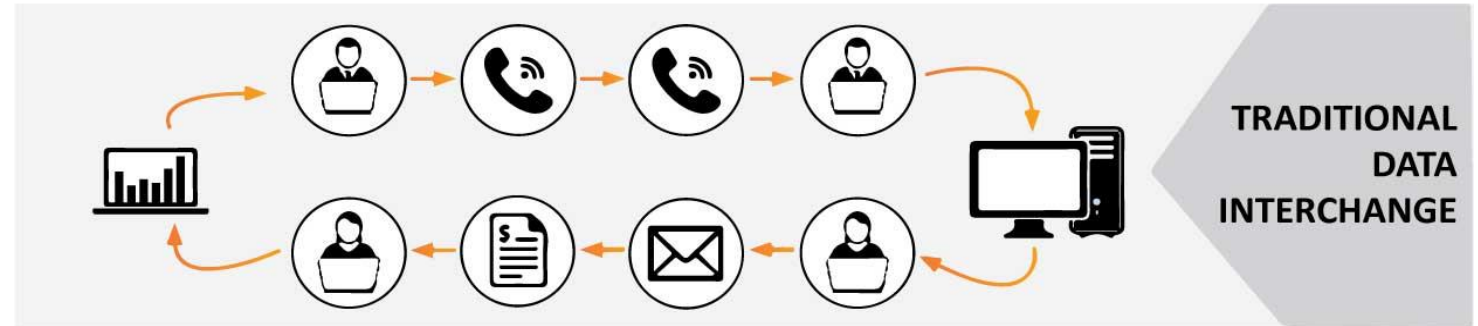 TRADITIONAL
DATA
INTERCHANGE
$